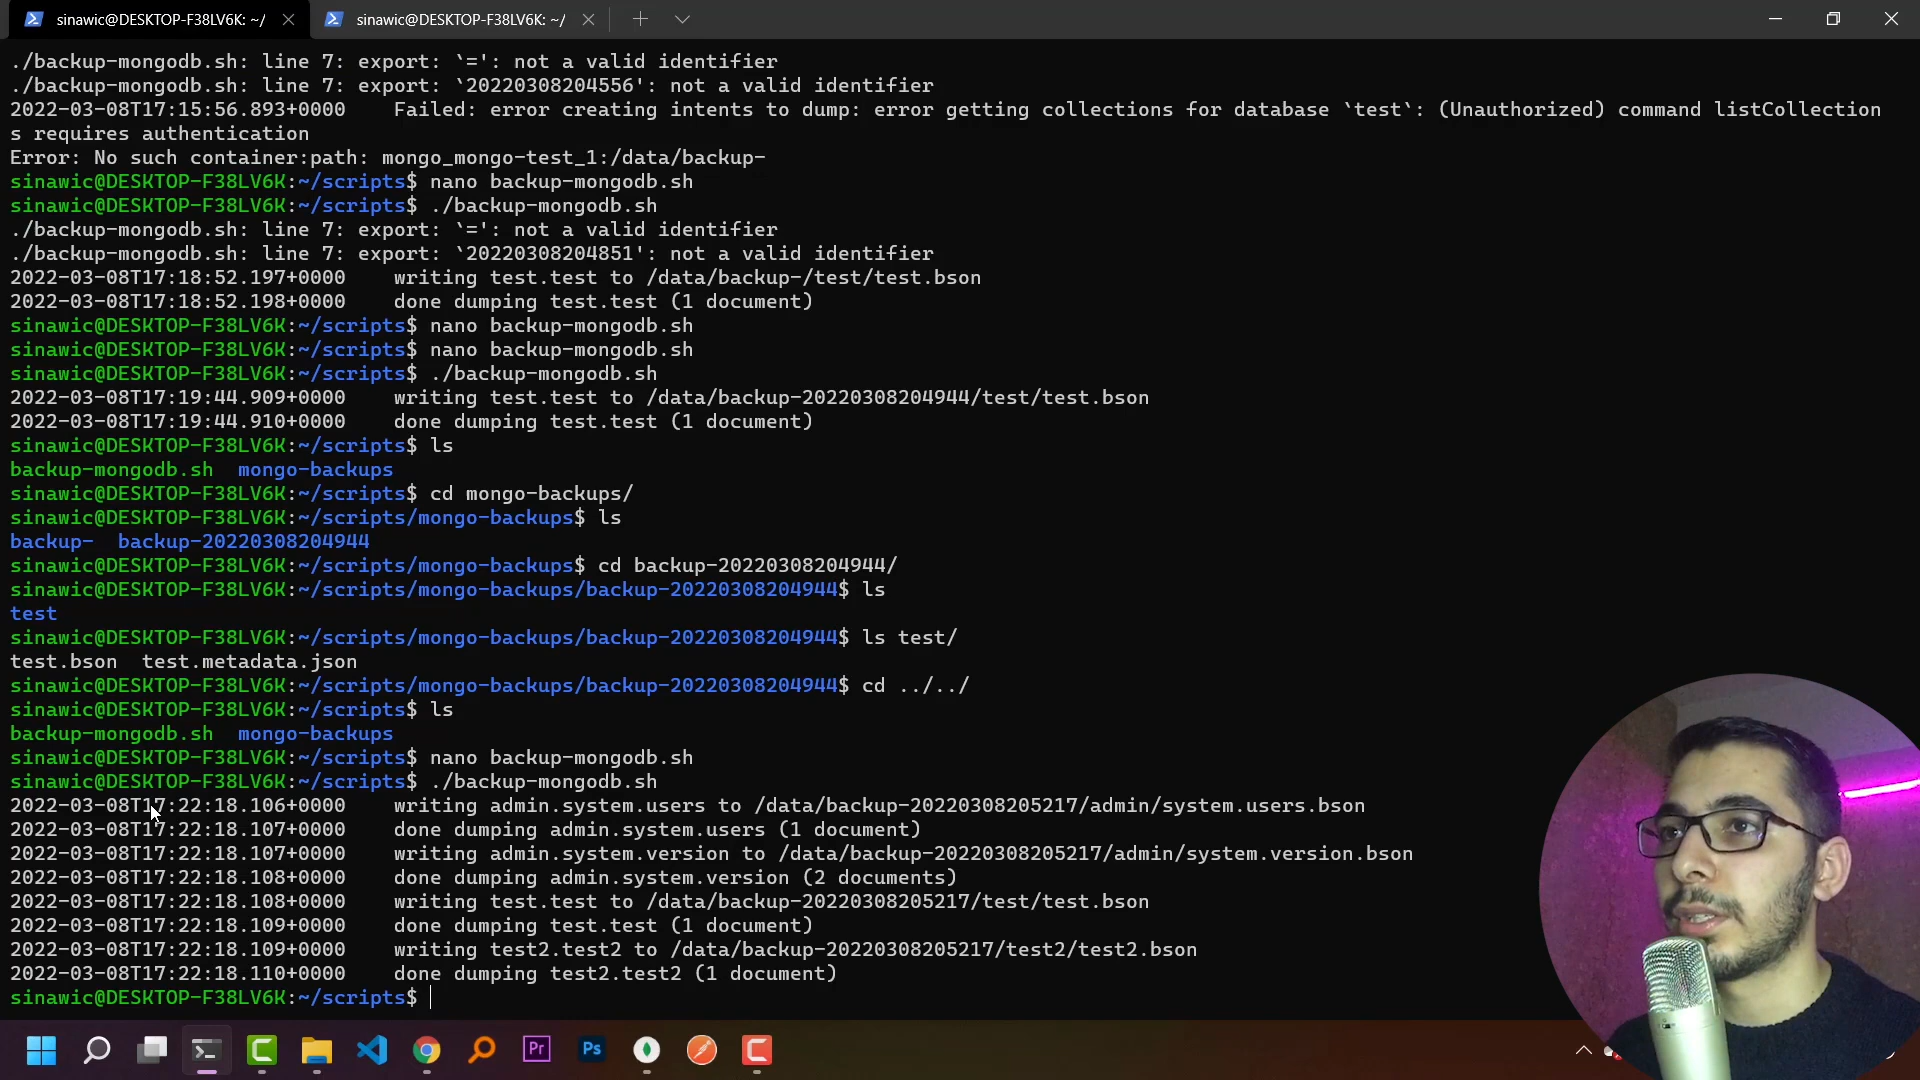 sinawic@DESKTOP-F38LV6K: ~/
sinawic@DESKTOP-F38LV6K: ~/
./backup-mongodb.sh: line 7: export: `=': not a valid identifier
./backup-mongodb.sh: line 7: export: `20220308204556': not a valid identifier
2022-03-08T17:15:56.893+0000    Failed: error creating intents to dump: error getting collections for database `test`: (Unauthorized) command listCollection
s requires authentication
Error: No such container:path: mongo_mongo-test_1:/data/backup-
sinawic@DESKTOP-F38LV6K:~/scripts$ nano backup-mongodb.sh
sinawic@DESKTOP-F38LV6K:~/scripts$ ./backup-mongodb.sh
./backup-mongodb.sh: line 7: export: `=': not a valid identifier
./backup-mongodb.sh: line 7: export: `20220308204851': not a valid identifier
2022-03-08T17:18:52.197+0000    writing test.test to /data/backup-/test/test.bson
2022-03-08T17:18:52.198+0000    done dumping test.test (1 document)
sinawic@DESKTOP-F38LV6K:~/scripts$ nano backup-mongodb.sh
sinawic@DESKTOP-F38LV6K:~/scripts$ nano backup-mongodb.sh
sinawic@DESKTOP-F38LV6K:~/scripts$ ./backup-mongodb.sh
2022-03-08T17:19:44.909+0000    writing test.test to /data/backup-20220308204944/test/test.bson
2022-03-08T17:19:44.910+0000    done dumping test.test (1 document)
sinawic@DESKTOP-F38LV6K:~/scripts$ ls
backup-mongodb.sh  mongo-backups
sinawic@DESKTOP-F38LV6K:~/scripts$ cd mongo-backups/
sinawic@DESKTOP-F38LV6K:~/scripts/mongo-backups$ ls
backup-  backup-20220308204944
sinawic@DESKTOP-F38LV6K:~/scripts/mongo-backups$ cd backup-20220308204944/
sinawic@DESKTOP-F38LV6K:~/scripts/mongo-backups/backup-20220308204944$ ls
test
sinawic@DESKTOP-F38LV6K:~/scripts/mongo-backups/backup-20220308204944$ ls test/
test.bson  test.metadata.json
sinawic@DESKTOP-F38LV6K:~/scripts/mongo-backups/backup-20220308204944$ cd ../../
sinawic@DESKTOP-F38LV6K:~/scripts$ ls
backup-mongodb.sh  mongo-backups
sinawic@DESKTOP-F38LV6K:~/scripts$ nano backup-mongodb.sh
sinawic@DESKTOP-F38LV6K:~/scripts$ ./backup-mongodb.sh
2022-03-08T17:22:18.106+0000    writing admin.system.users to /data/backup-20220308205217/admin/system.users.bson
2022-03-08T17:22:18.107+0000    done dumping admin.system.users (1 document)
2022-03-08T17:22:18.107+0000    writing admin.system.version to /data/backup-20220308205217/admin/system.version.bson
2022-03-08T17:22:18.108+0000    done dumping admin.system.version (2 documents)
2022-03-08T17:22:18.108+0000    writing test.test to /data/backup-20220308205217/test/test.bson
2022-03-08T17:22:18.109+0000    done dumping test.test (1 document)
2022-03-08T17:22:18.109+0000    writing test2.test2 to /data/backup-20220308205217/test2/test2.bson
2022-03-08T17:22:18.110+0000    done dumping test2.test2 (1 document)
sinawic@DESKTOP-F38LV6K:~/scripts$
Pr
Ps